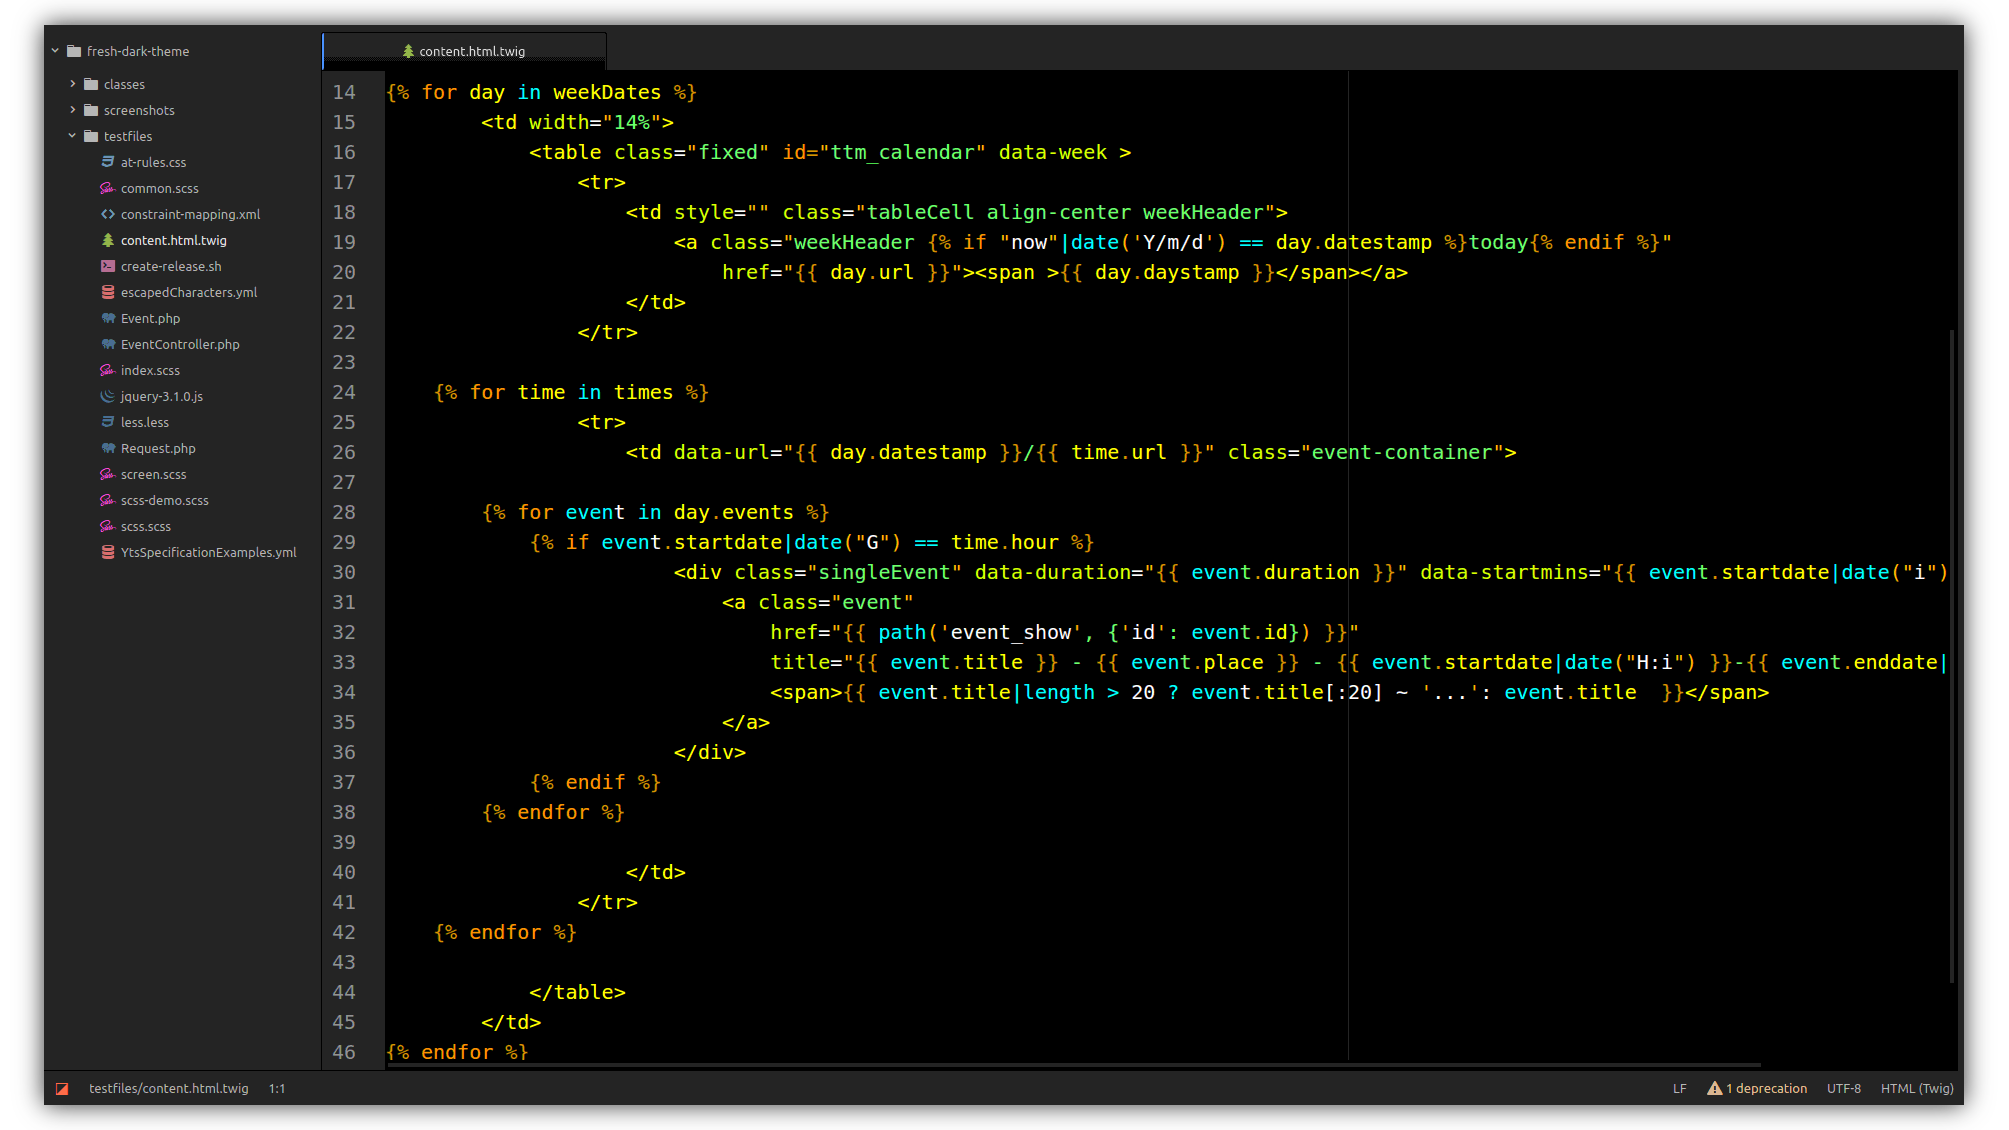 fresh-dark-theme
classes
screenshots
testfiles
at-rules.css
common.scss
constraint-mapping.xml
content.html.twig
create-release.sh
escapedCharacters.yml
Event.php
EventController.php
index.scss
jquery-3.1.0.js
less.less
Request.php
screen.scss
scss-demo.scss
scss.scss
YtsSpecificationExamples.yml
content.html.twig
14 {% for day in weekDates %}
15 <td width="14%">
16 <table class="fixed" id="ttm_calendar" data-week >
17 <tr>
18 <td style="" class="tableCell align-center weekHeader">
19 <a class="weekHeader {% if "now"|date('Y/m/d') == day.datestamp %}today{% endif %}"
20 href="{{ day.url }}"><span >{{ day.daystamp }}</span></a>
21 </td>
22 </tr>
23
24 {% for time in times %}
25 <tr>
26 <td data-url="{{ day.datestamp }}/{{ time.url }}" class="event-container">
27
28 {% for event in day.events %}
29 {% if event.startdate|date("G") == time.hour %}
30 <div class="singleEvent" data-duration="{{ event.duration }}" data-startmins="{{ event.startdate|date("i")
31 <a class="event"
32 href="{{ path('event_show', {'id': event.id}) }}"
33 title="{{ event.title }} - {{ event.place }} - {{ event.startdate|date("H:i") }}-{{ event.enddate|
34 <span>{{ event.title|length > 20 ? event.title[:20] ~ '...': event.title  }}</span>
35 </a>
36 </div>
37 {% endif %}
38 {% endfor %}
39
40 </td>
41 </tr>
42 {% endfor %}
43
44 </table>
45 </td>
46 {% endfor %}
testfiles/content.html.twig 1:1 LF 1 deprecation UTF-8 HTML (Twig)